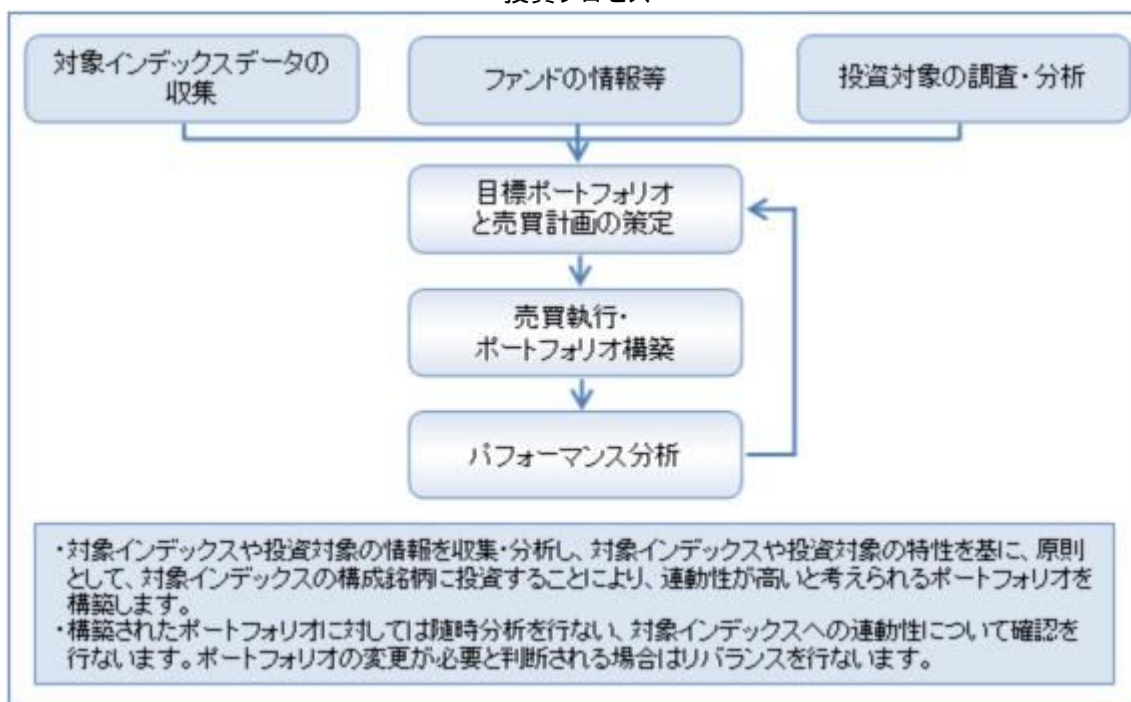 対象インデックスデータの
収集
ファンドの情報等
投資対象の調査・分析
目標ポートフォリオ
と売買計画の策定
売買執行・
ポートフォリオ構築
パフォーマンス分析
・対象インデックスや投資対象の情報を収集・分析し、対象インデックスや投資対象の特性を基に、原則
として、対象インデックスの構成銘柄に投資することにより、連動性が高いと考えられるポートフォリオを
構築します。
・構築されたポートフォリオに対しては随時分析を行ない、対象インデックスへの連動性について確認を
行ないます。ポートフォリオの変更が必要と判断される場合はリバランスを行ないます。